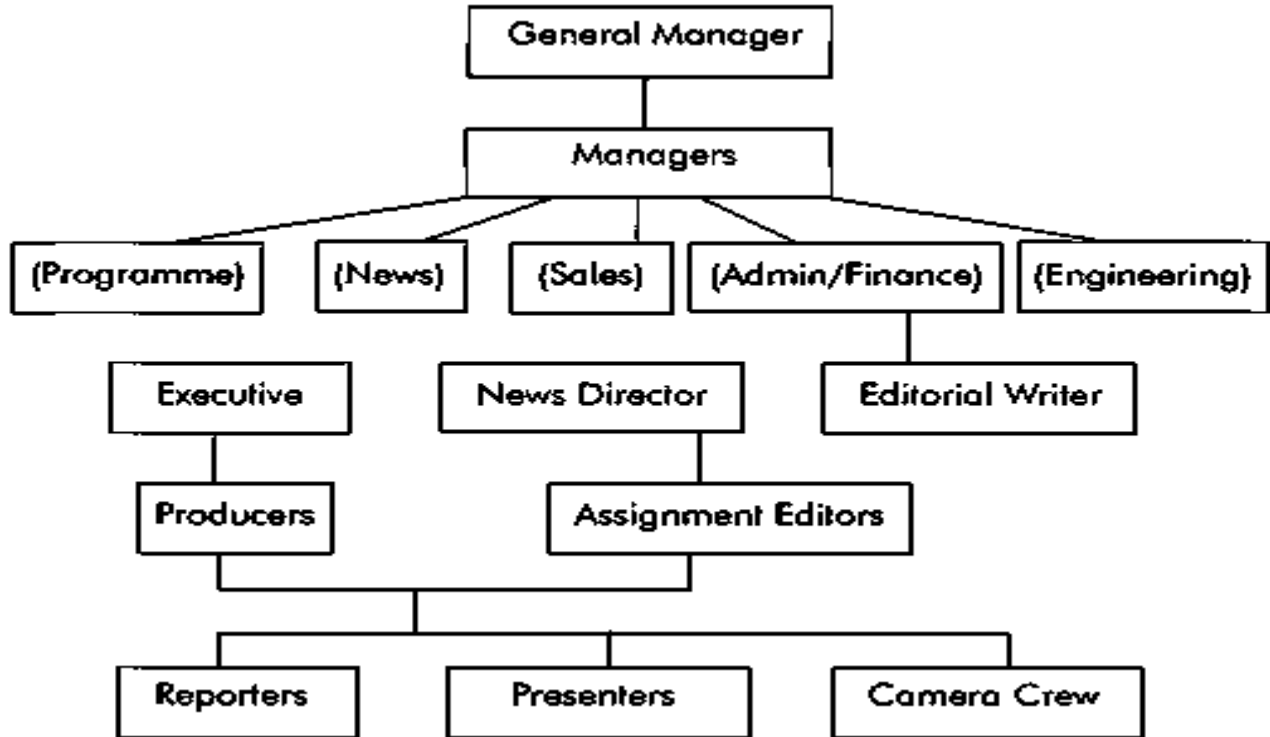 General Manager
Managers
(Programme)
(News)
(Sales)
(Admin/Finance)
(Engineering)
Executive
News Director
Editorial Writer
Producers
Assignment Editors
Reporters
Presenters
Camera Crew